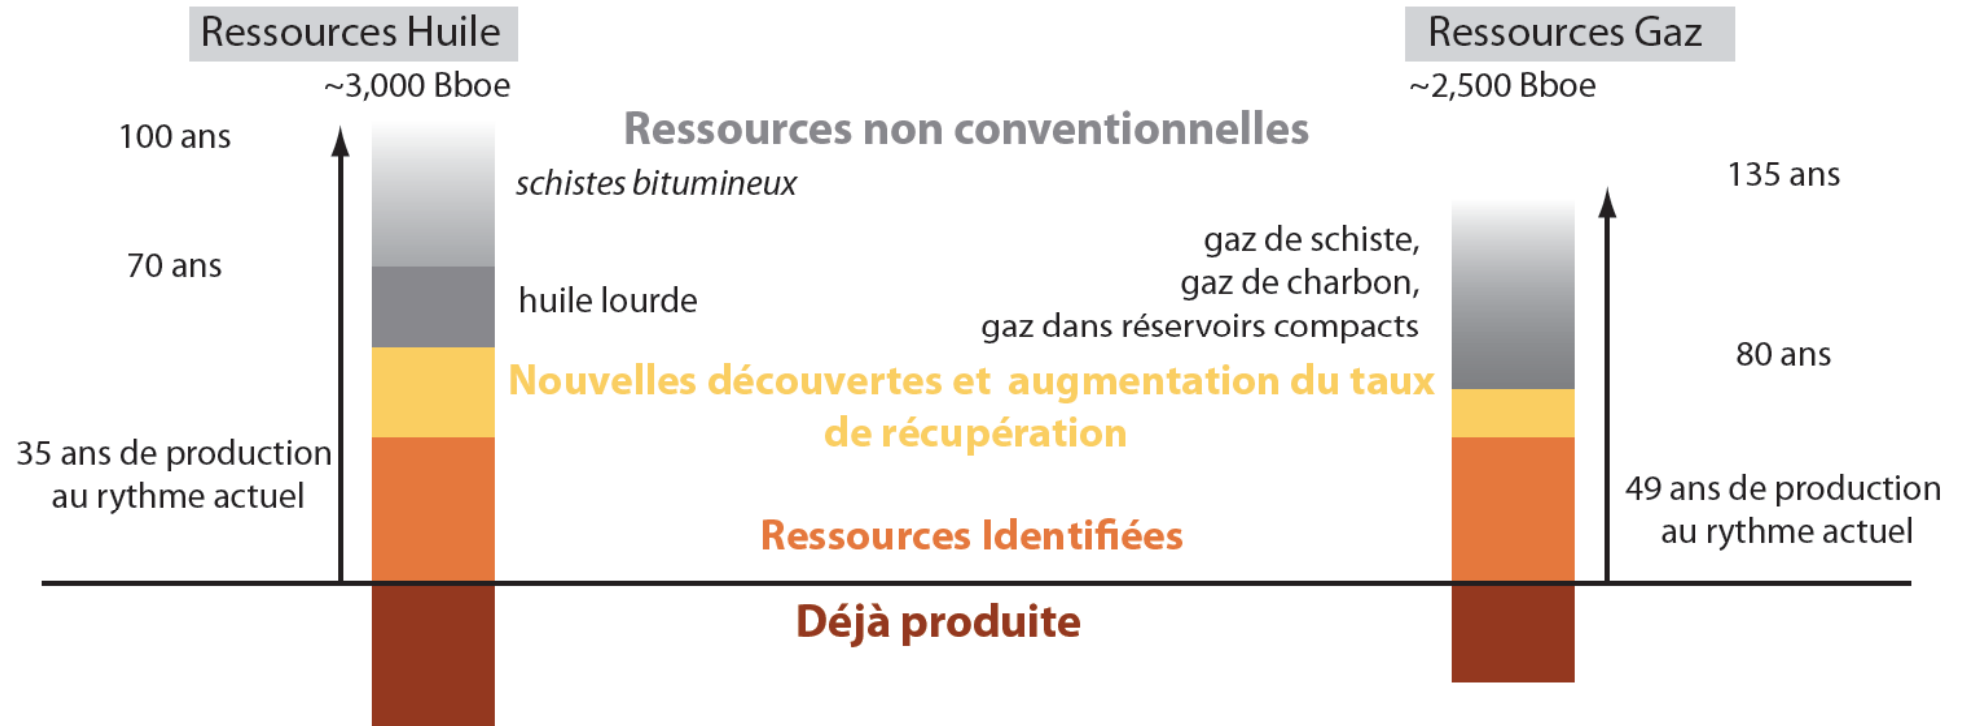 Ressources Huile
~3,000 Bboe
Ressources Gaz
~2,500 Bboe
Ressources non conventionnelles
100 ans
schistes bitumineux
135 ans
gaz de schiste,
gaz de charbon,
gaz dans réservoirs compacts
70 ans
huile lourde
80 ans
Nouvelles découvertes et augmentation du taux
de récupération
35 ans de production
au rythme actuel
49 ans de production
au rythme actuel
Ressources Identifiées
Déjà produite